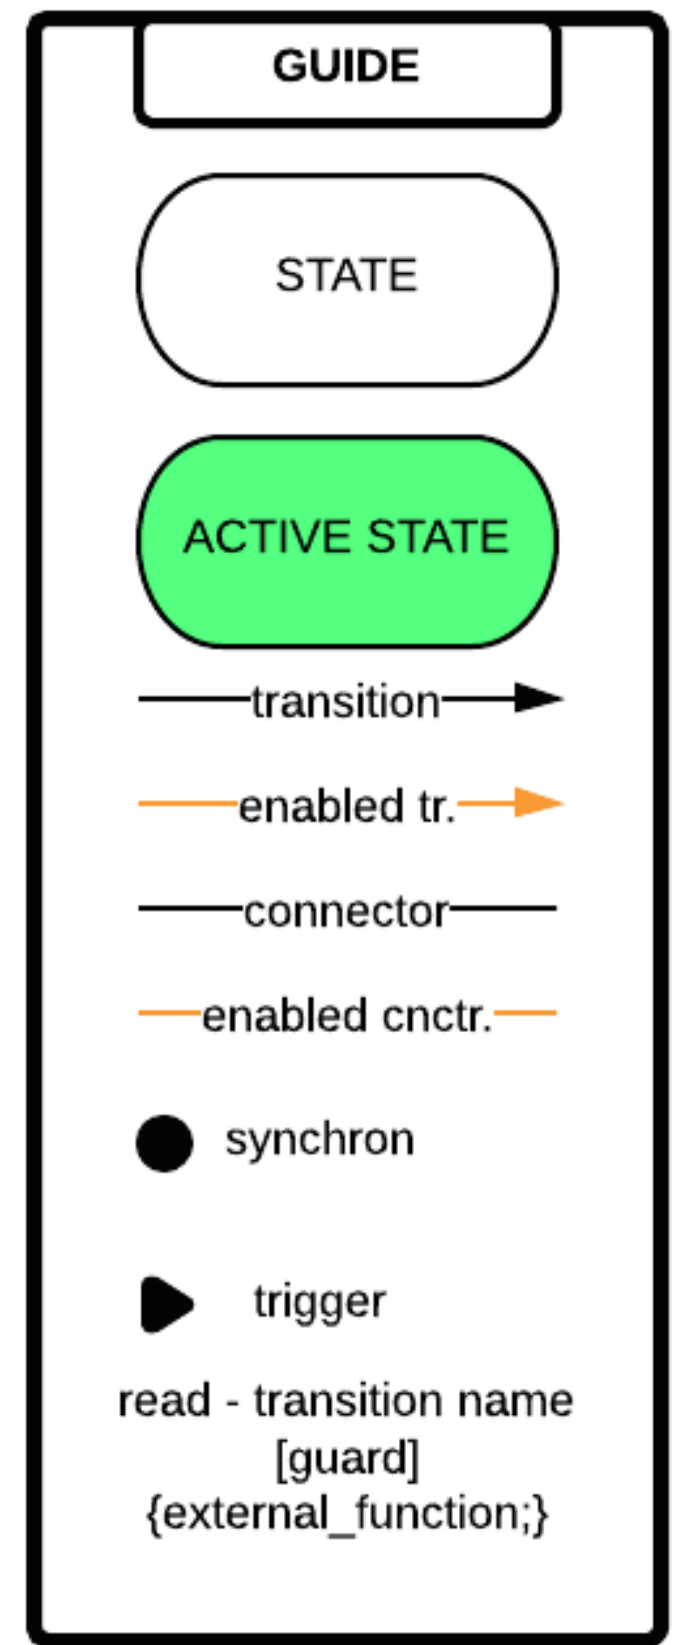 GUIDE
STATE
ACTIVE STATE
transition
enabled tr.
connector
enabled cnctr.
synchron
trigger
read - transition name
[guard]
{external_function;}